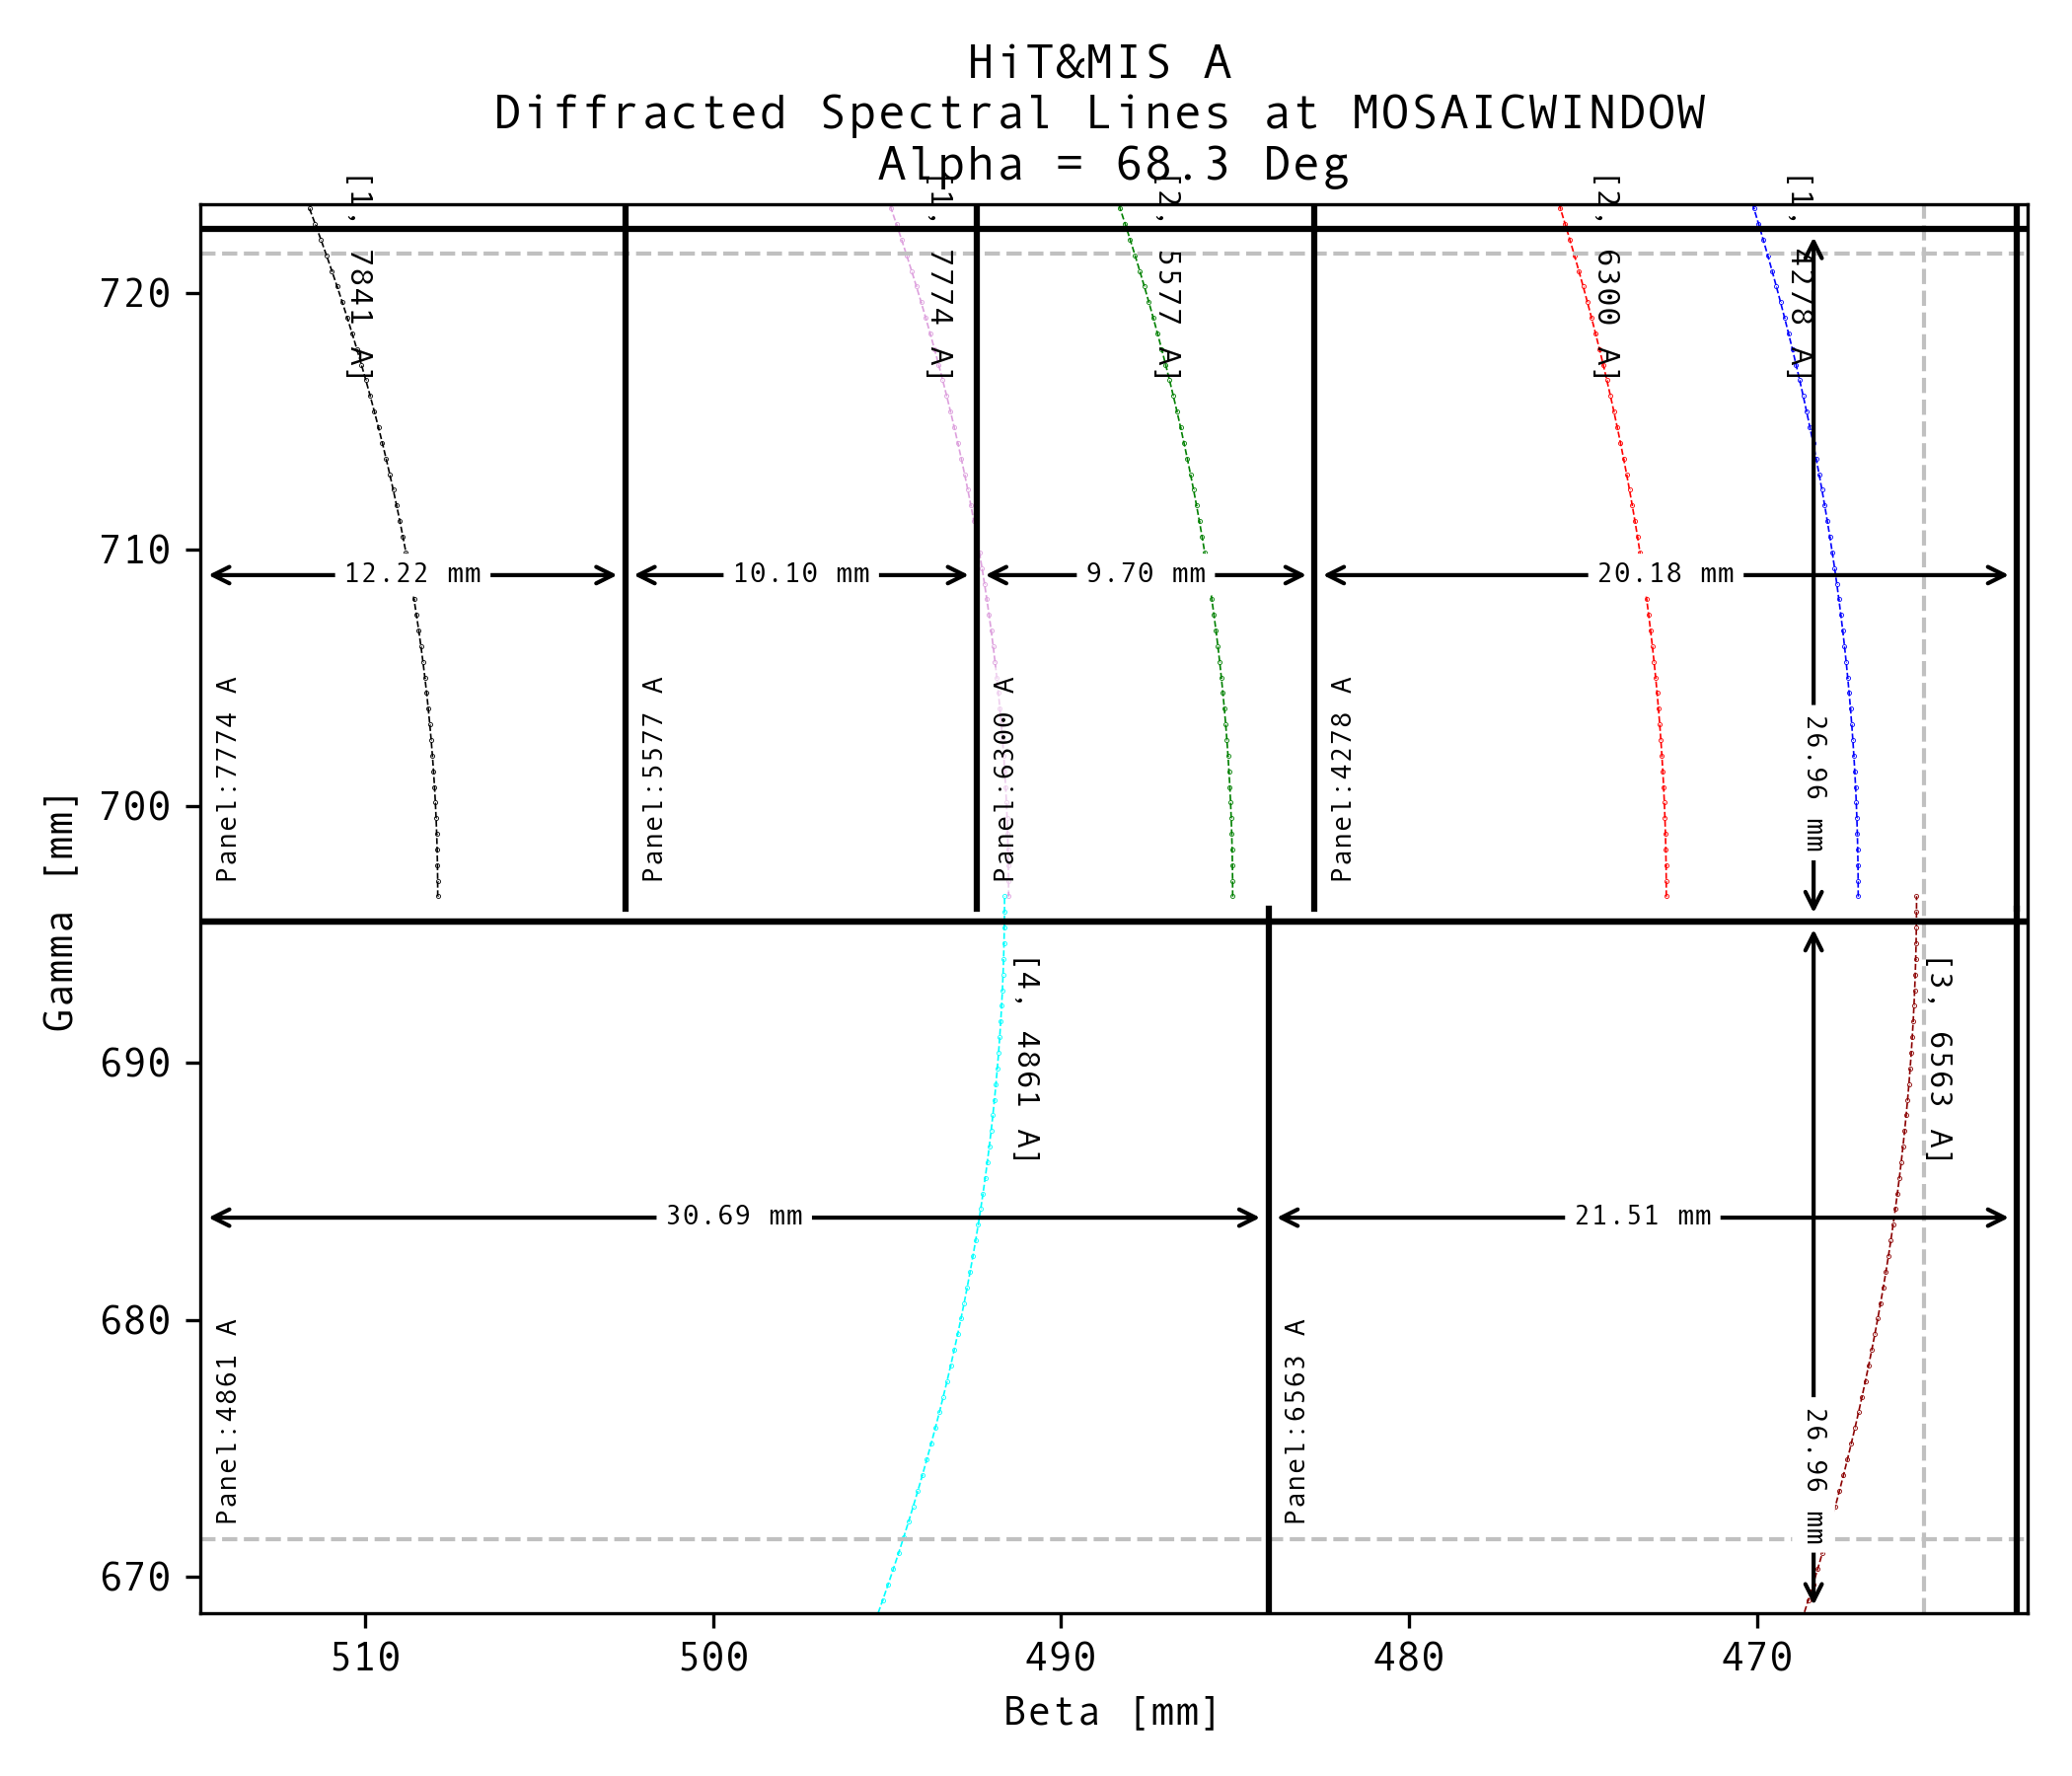 HiT&MIS A
Diffracted Spectral Lines at MOSAICWINDOW
Alpha = 68.3 Deg
[1, 7841 A]
[1, 7774 A]
[2, 5577 A]
[2, 6300 A]
[1, 4278 A]
720
710
700
690
680
670
Gamma [mm]
12.22 mm
10.10 mm
9.70 mm
20.18 mm
Panel:7774 A
Panel:5577 A
Panel:6300 A
Panel:4278 A
26.96 mm
[4, 4861 A]
[3, 6563 A]
30.69 mm
21.51 mm
Panel:4861 A
Panel:6563 A
26.96 mm
510
500
490
480
470
Beta [mm]